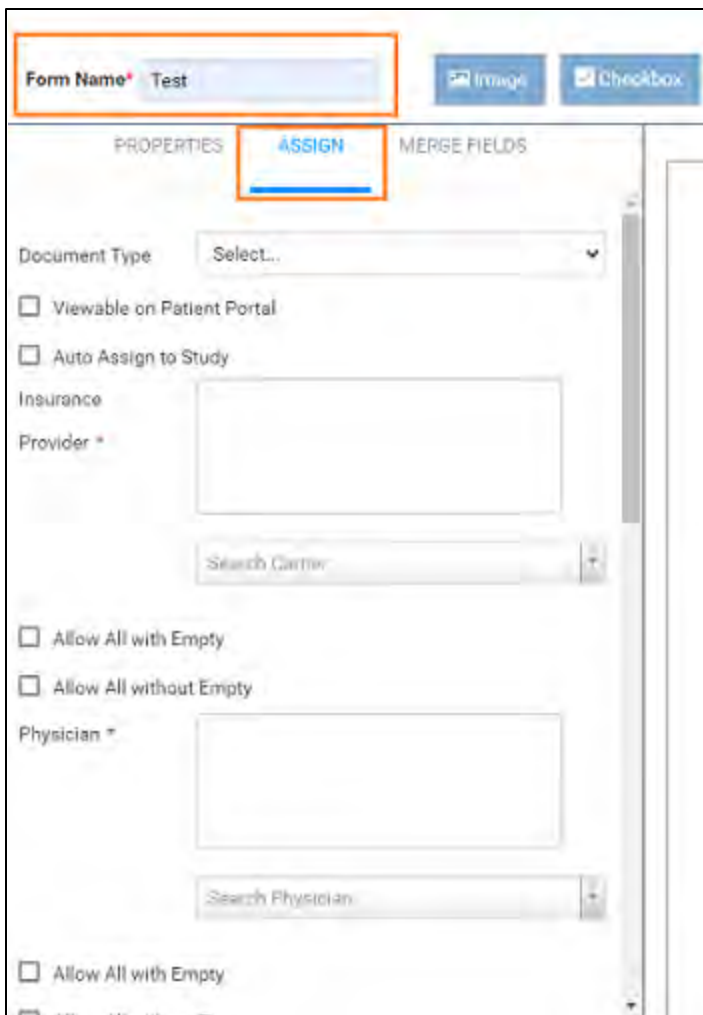 Form Name* Test Image Checkbox
PROPERTIES ASSIGN MERGE FIELDS
Document Type Select...
Viewable on Patient Portal
Auto Assign to Study
Insurance
Provider *
Search Carrier
Allow All with Empty
Allow All without Empty
Physician *
Search Physician
Allow All with Empty